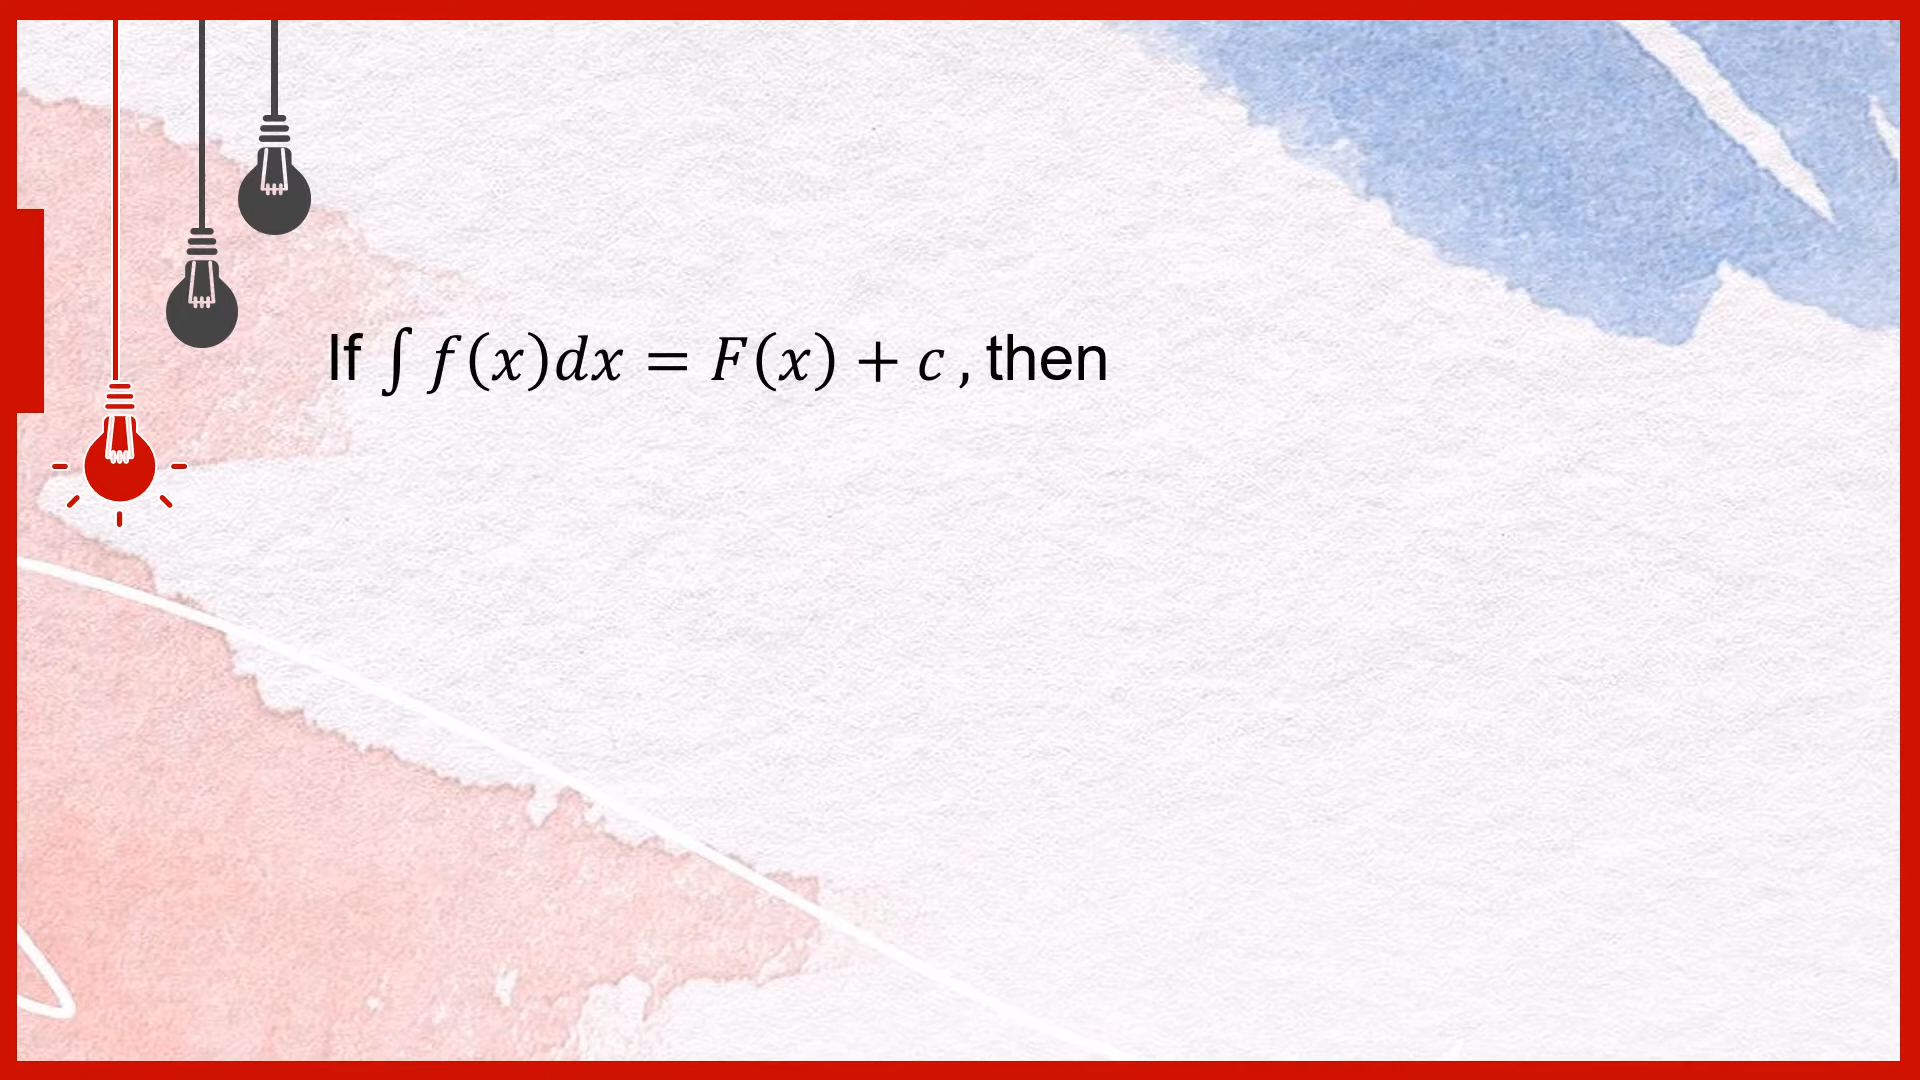 If ∫ f(x)dx = F(x) + c , then